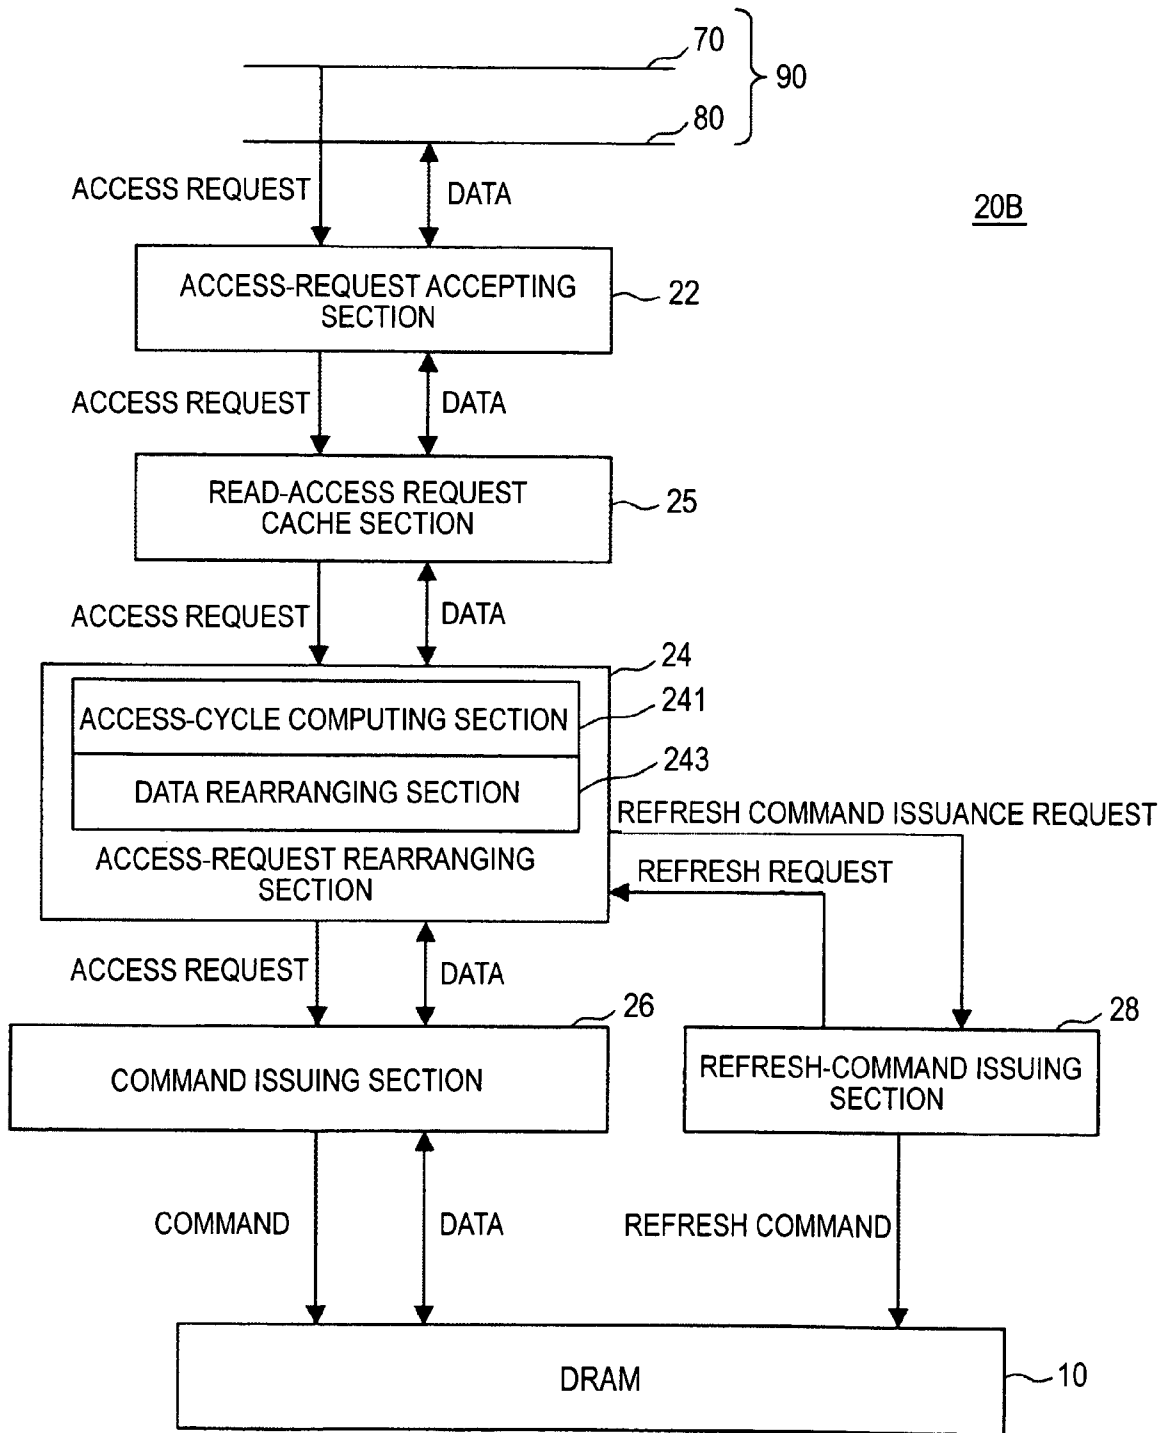 70
90
80
ACCESS REQUEST
DATA
20B
ACCESS-REQUEST ACCEPTING
SECTION
22
ACCESS REQUEST
DATA
READ-ACCESS REQUEST
CACHE SECTION
25
ACCESS REQUEST
DATA
24
ACCESS-CYCLE COMPUTING SECTION
241
DATA REARRANGING SECTION
243
ACCESS-REQUEST REARRANGING
SECTION
REFRESH COMMAND ISSUANCE REQUEST
REFRESH REQUEST
ACCESS REQUEST
DATA
26
COMMAND ISSUING SECTION
28
REFRESH-COMMAND ISSUING
SECTION
COMMAND
DATA
REFRESH COMMAND
DRAM
10